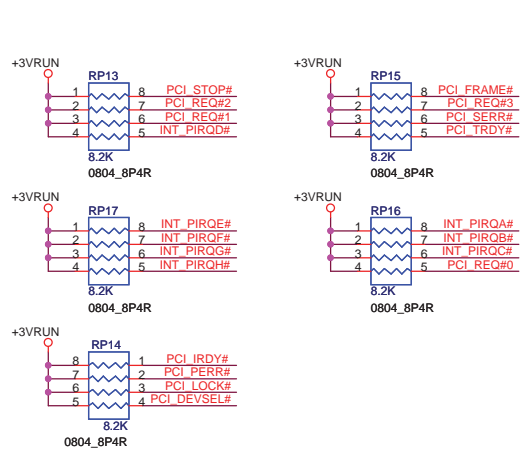 +3VRUN
RP13
1 8 PCI_STOP#
2 7 PCI_REQ#2
3 6 PCI_REQ#1
4 5 INT_PIRQD#
8.2K
0804_8P4R
+3VRUN
RP15
1 8 PCI_FRAME#
2 7 PCI_REQ#3
3 6 PCI_SERR#
4 5 PCI_TRDY#
8.2K
0804_8P4R
+3VRUN
RP17
1 8 INT_PIRQE#
2 7 INT_PIRQF#
3 6 INT_PIRQG#
4 5 INT_PIRQH#
8.2K
0804_8P4R
+3VRUN
RP16
1 8 INT_PIRQA#
2 7 INT_PIRQB#
3 6 INT_PIRQC#
4 5 PCI_REQ#0
8.2K
0804_8P4R
+3VRUN
RP14
8 1 PCI_IRDY#
7 2 PCI_PERR#
6 3 PCI_LOCK#
5 4 PCI_DEVSEL#
8.2K
0804_8P4R